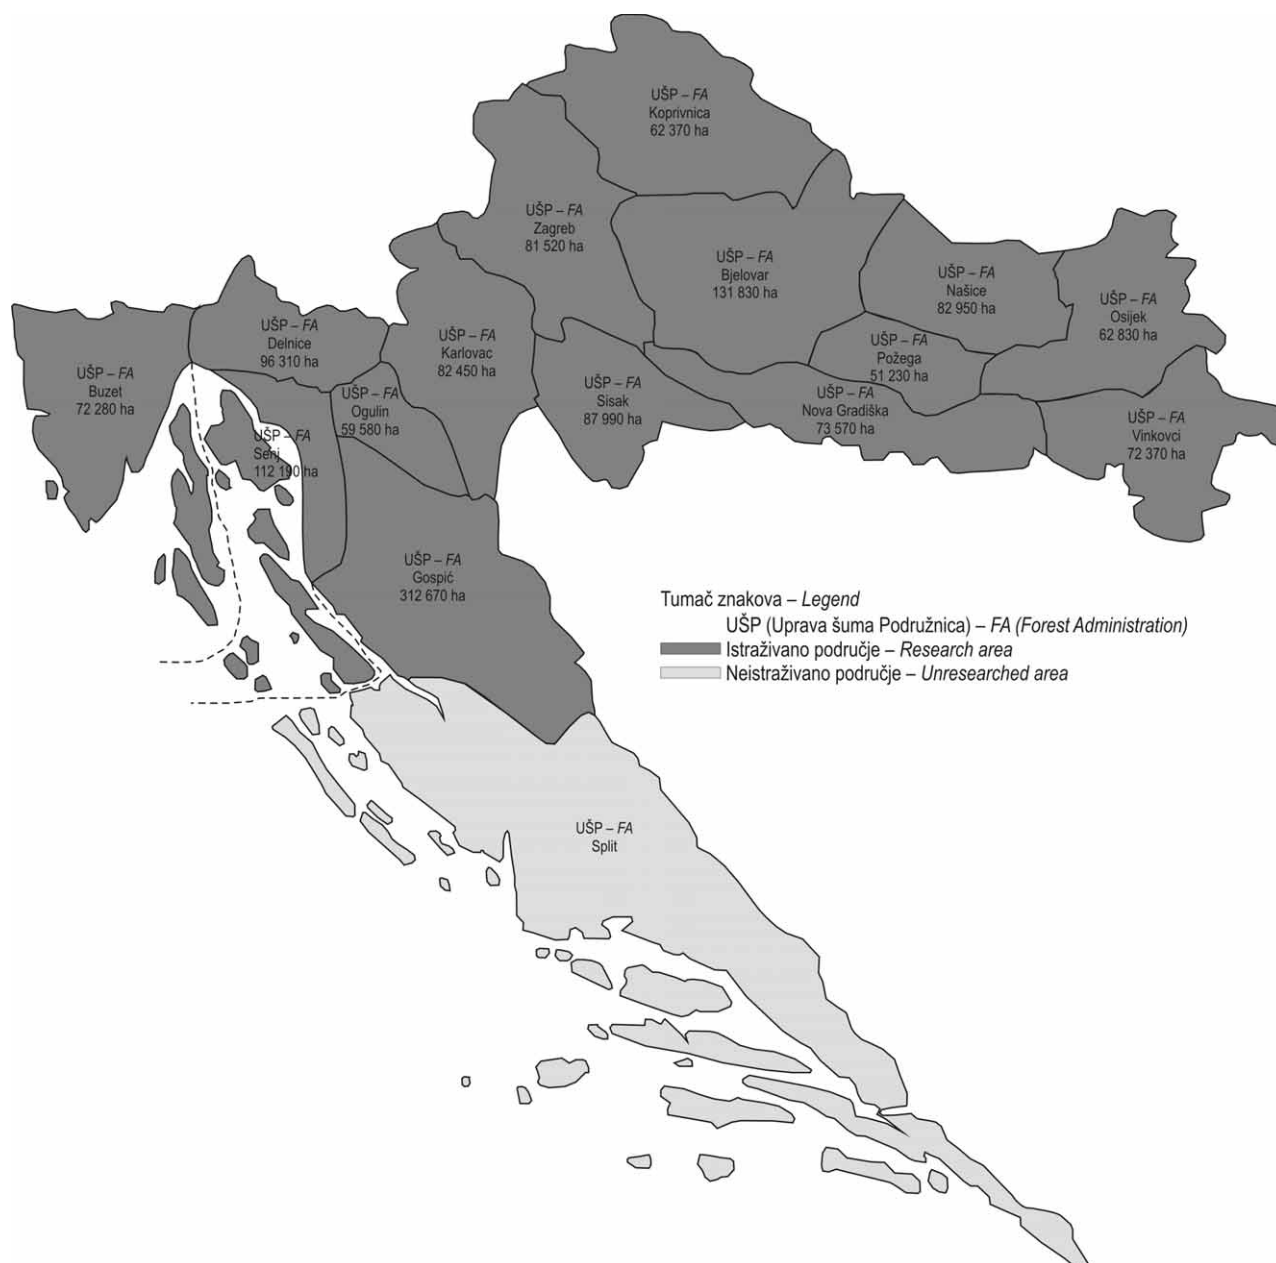 UŠP – FA
Koprivnica
62 370 ha
UŠP – FA
Zagreb
81 520 ha
UŠP – FA
Bjelovar
131 830 ha
UŠP – FA
Našice
82 950 ha
UŠP – FA
Osijek
62 830 ha
UŠP – FA
Delnice
96 310 ha
UŠP – FA
Karlovac
82 450 ha
UŠP – FA
Požega
51 230 ha
UŠP – FA
Buzet
72 280 ha
UŠP – FA
Ogulin
59 580 ha
UŠP – FA
Sisak
87 990 ha
UŠP – FA
Nova Gradiška
73 570 ha
UŠP – FA
Vinkovci
72 370 ha
UŠP – FA
Senj
112 190 ha
UŠP – FA
Gospić
312 670 ha
Tumač znakova – Legend
UŠP (Uprava šuma Podružnica) – FA (Forest Administration)
Istraživano područje – Research area
Neistraživano područje – Unresearched area
UŠP – FA
Split